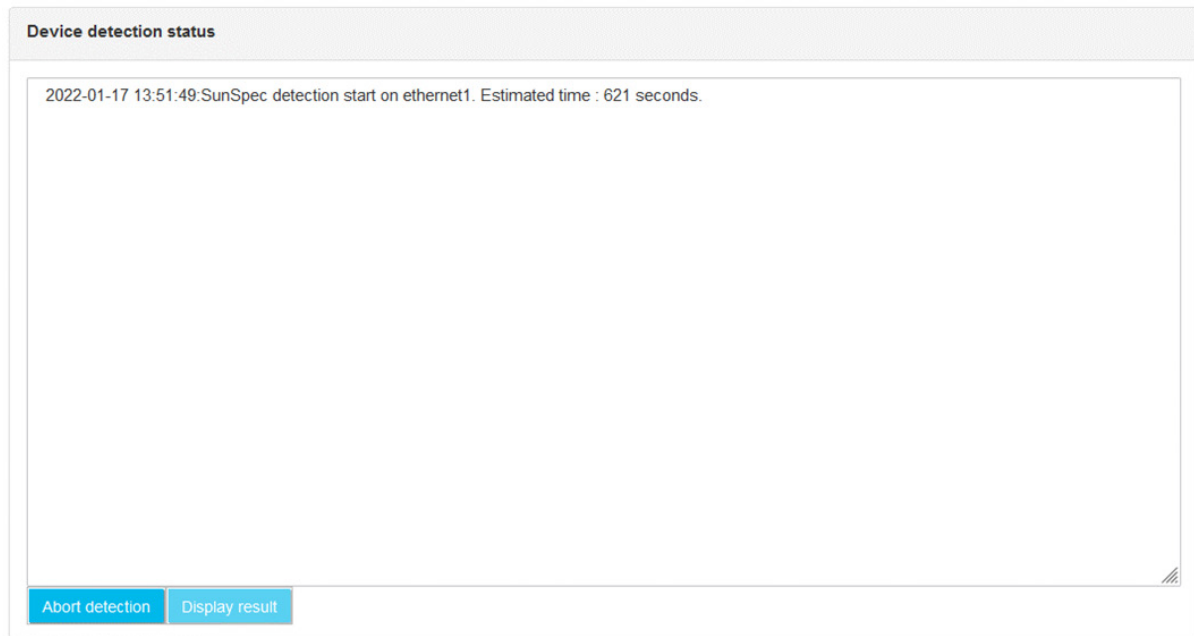 Device detection status
2022-01-17 13:51:49:SunSpec detection start on ethernet1. Estimated time : 621 seconds.
Abort detection
Display result